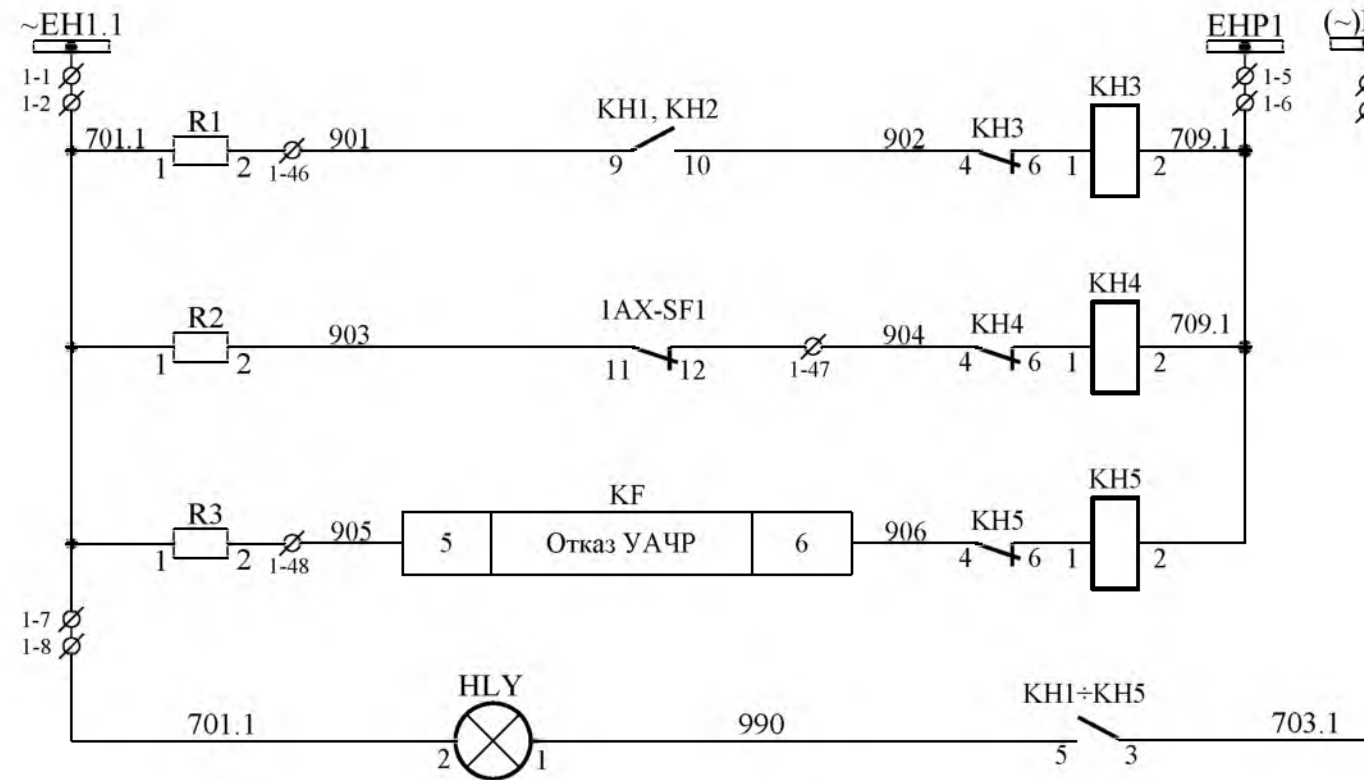 ~EH1.1 EHP1 (~)
1-1 1-5
1-2 1-6
KH3
R1 KH1, KH2
701.1 901 902 KH3 709.1
1 2 1-46 9 10 4 6 1 2
KH4
R2 1AX-SF1 709.1
903 904 KH4
1 2 11 12 1-47 4 6 1 2
KF KH5
R3
905 5 Отказ УАЧР 6 906 KH5
1 2 1-48 4 6 1 2
1-7
1-8
HLY KH1÷KH5
701.1 990 703.1
2 1 5 3